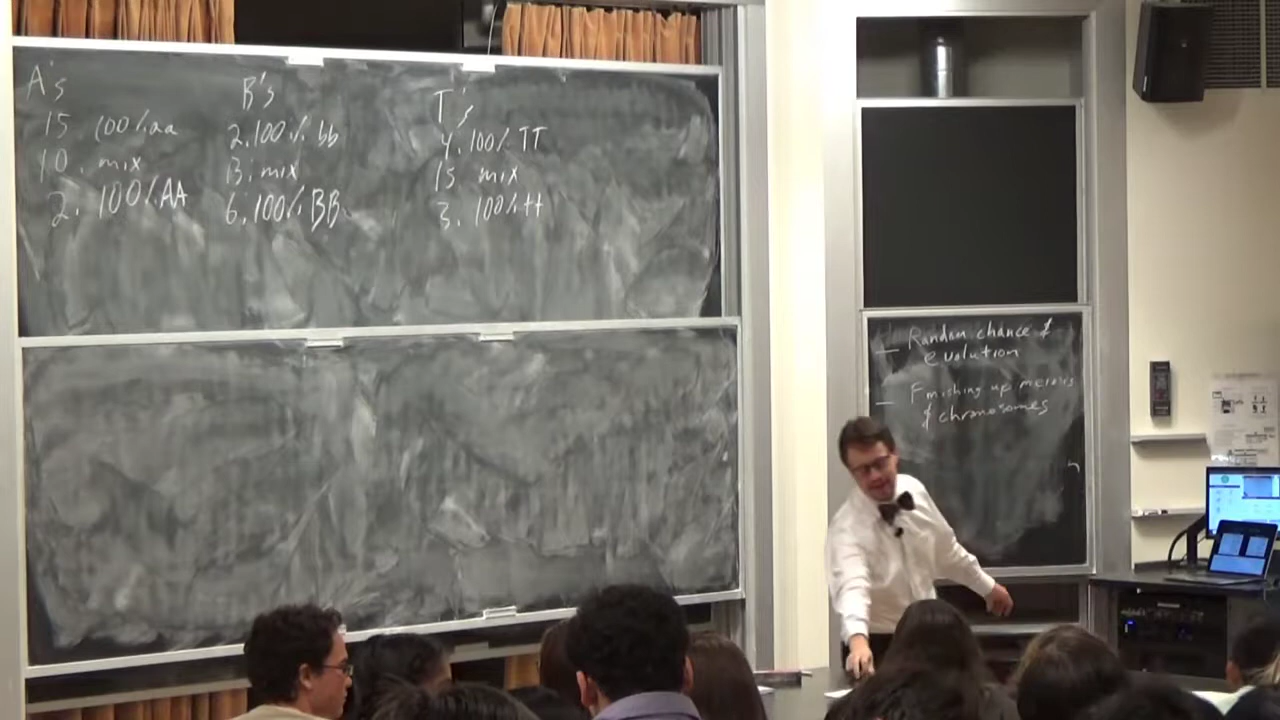 A's
15 100% aa
10. mix
2. 100% AA
B's
2. 100% bb
13: mix
6. 100% BB
T's
4. 100% TT
15 mix
3. 100% tt
— Random chance &
evolution
— Finishing up meiosis
& chromosomes